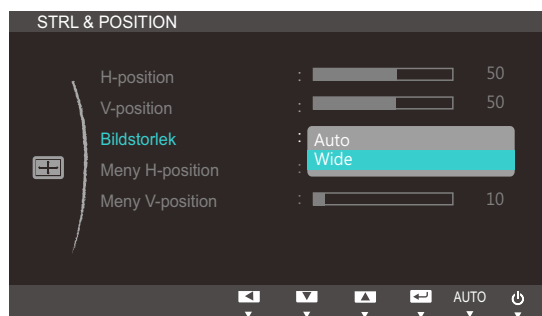 STRL & POSITION
H-position : 50
V-position : 50
Bildstorlek : Auto
Wide
Meny H-position :
Meny V-position : 10
AUTO